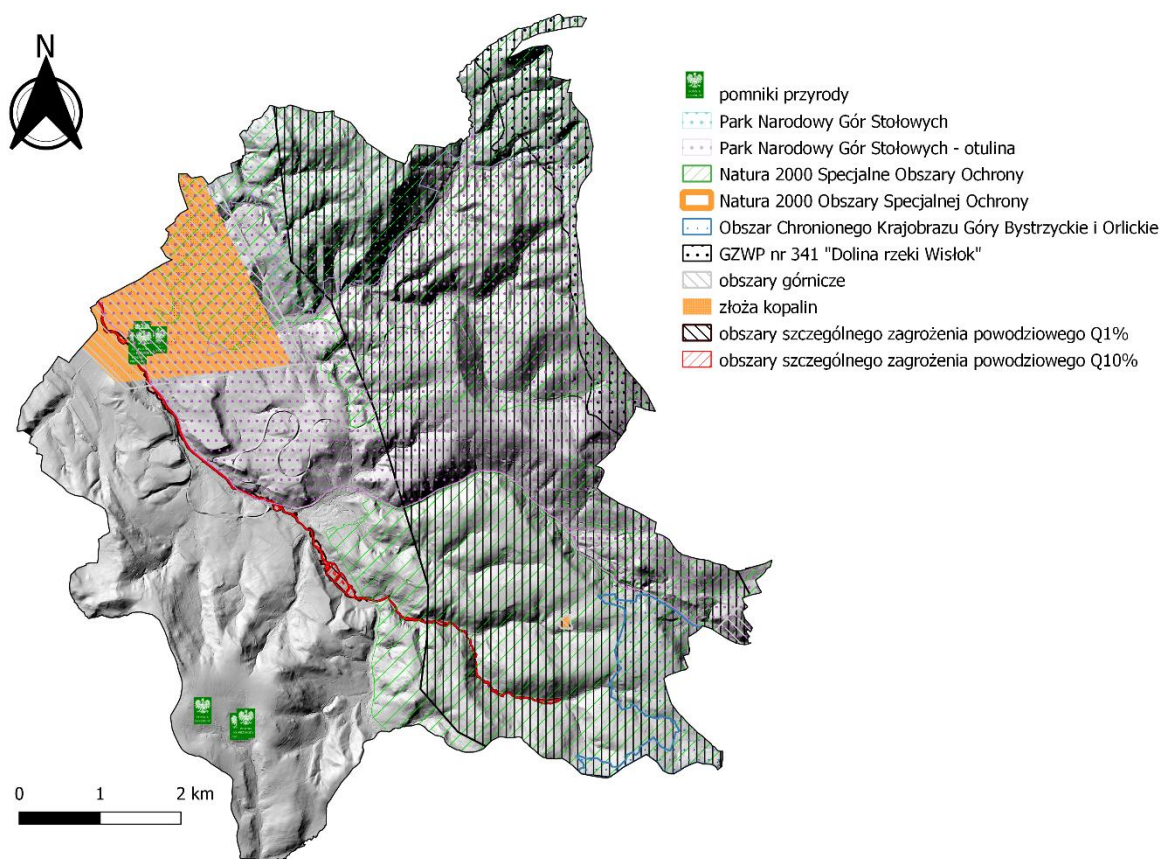 N
pomniki przyrody
Park Narodowy Gór Stołowych
Park Narodowy Gór Stołowych - otulina
Natura 2000 Specjalne Obszary Ochrony
Natura 2000 Obszary Specjalnej Ochrony
Obszar Chronionego Krajobrazu Góry Bystrzyckie i Orlickie
GZWP nr 341 "Dolina rzeki Wisłok"
obszary górnicze
złoża kopalin
obszary szczególnego zagrożenia powodziowego Q1%
obszary szczególnego zagrożenia powodziowego Q10%
0 1 2 km